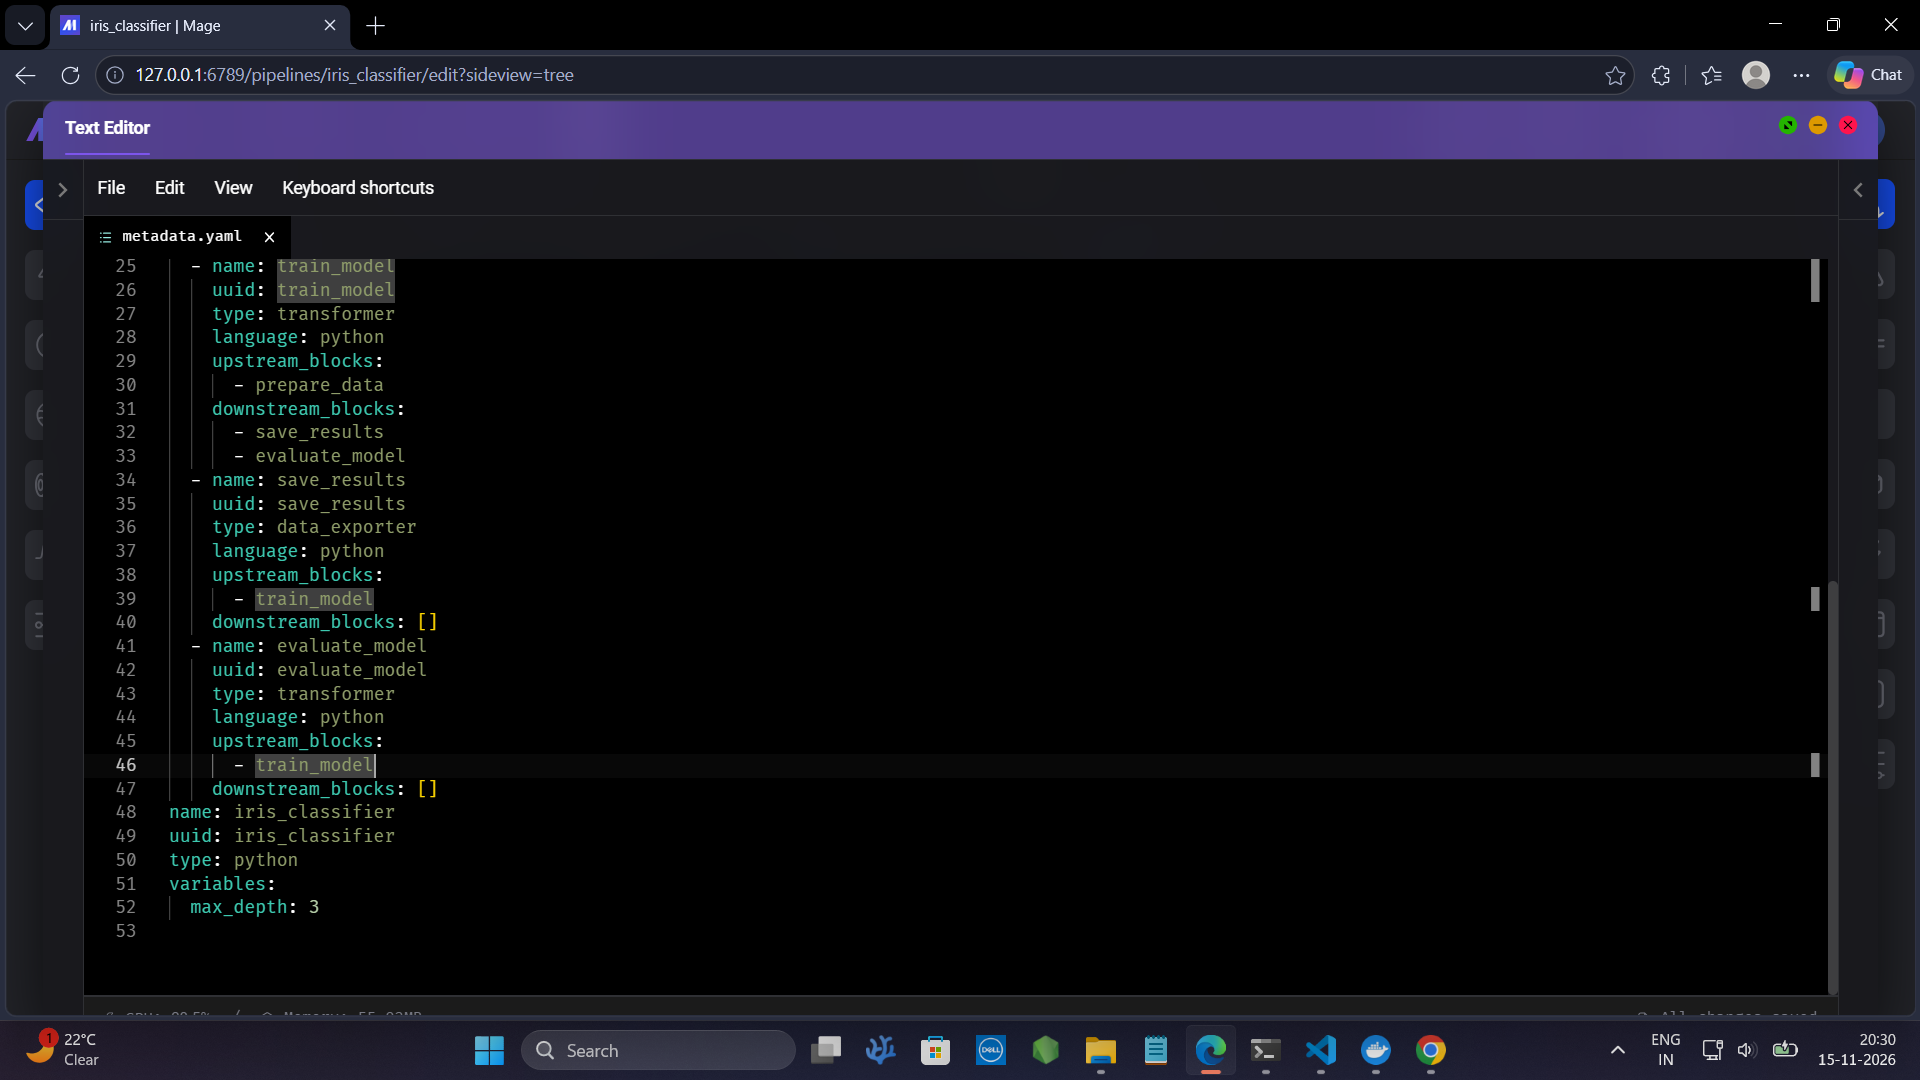 iris_classifier | Mage
127.0.0.1:6789/pipelines/iris_classifier/edit?sideview=tree
Chat
Text Editor
File Edit View Keyboard shortcuts
metadata.yaml
25 - name: train_model
26 uuid: train_model
27 type: transformer
28 language: python
29 upstream_blocks:
30 - prepare_data
31 downstream_blocks:
32 - save_results
33 - evaluate_model
34 - name: save_results
35 uuid: save_results
36 type: data_exporter
37 language: python
38 upstream_blocks:
39 - train_model
40 downstream_blocks: []
41 - name: evaluate_model
42 uuid: evaluate_model
43 type: transformer
44 language: python
45 upstream_blocks:
46 - train_model
47 downstream_blocks: []
48 name: iris_classifier
49 uuid: iris_classifier
50 type: python
51 variables:
52 max_depth: 3
53
1
22°C
Clear
Search
DELL
ENG
IN
20:30
15-11-2026